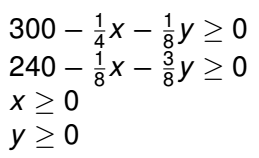 300 − 1/4x − 1/8y ≥ 0
240 − 1/8x − 3/8y ≥ 0
x ≥ 0
y ≥ 0